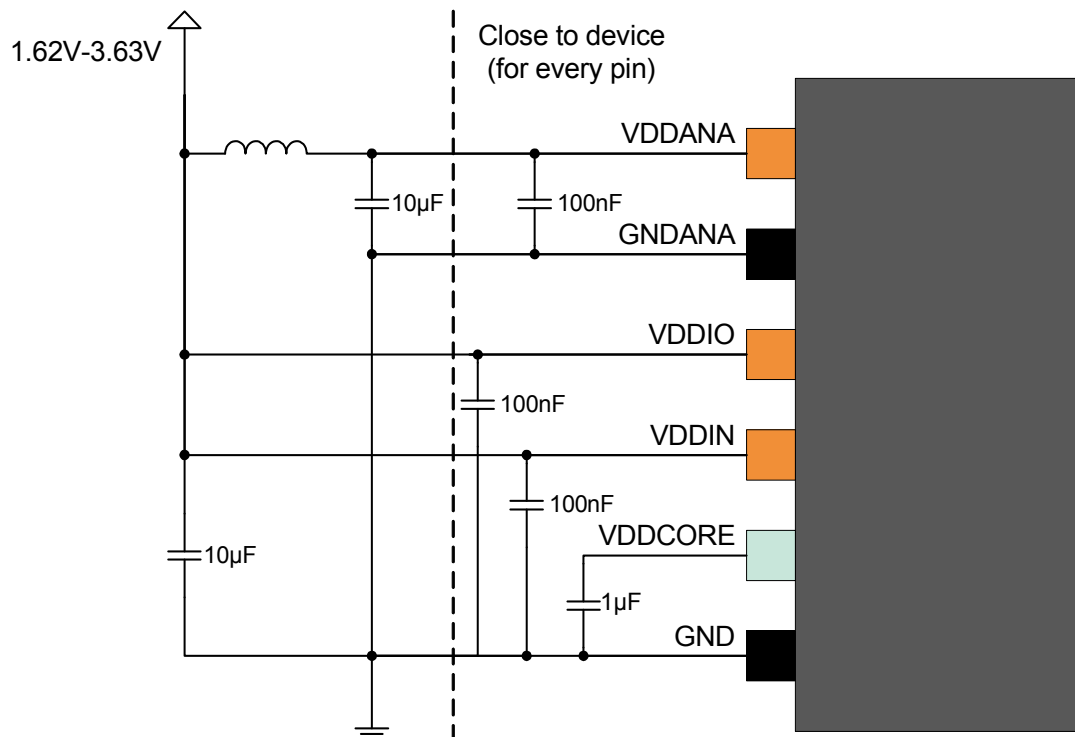 1.62V-3.63V
Close to device
(for every pin)
VDDANA
10µF
100nF
GNDANA
VDDIO
100nF
VDDIN
100nF
VDDCORE
10µF
1µF
GND